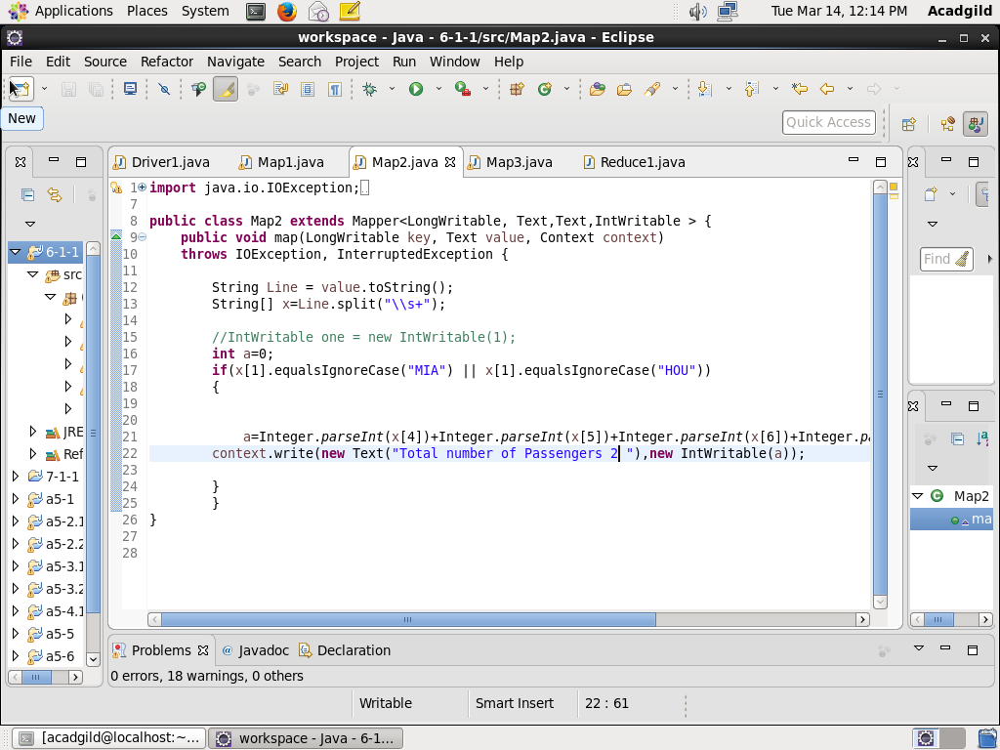 Applications Places System Tue Mar 14, 12:14 PM Acadgild
workspace - Java - 6-1-1/src/Map2.java - Eclipse
File Edit Source Refactor Navigate Search Project Run Window Help
New
Quick Access
Driver1.java Map1.java Map2.java Map3.java Reduce1.java
1 import java.io.IOException;
7
8 public class Map2 extends Mapper<LongWritable, Text,Text,IntWritable > {
9 public void map(LongWritable key, Text value, Context context)
10 throws IOException, InterruptedException {
11
12 String Line = value.toString();
13 String[] x=Line.split("\\s+");
14
15 //IntWritable one = new IntWritable(1);
16 int a=0;
17 if(x[1].equalsIgnoreCase("MIA") || x[1].equalsIgnoreCase("HOU"))
18 {
19
20
21 a=Integer.parseInt(x[4])+Integer.parseInt(x[5])+Integer.parseInt(x[6])+Integer.pa
22 context.write(new Text("Total number of Passengers 2 "),new IntWritable(a));
23
24 }
25 }
26 }
27
28
6-1-1
src
JRE
Ref
7-1-1
a5-1
a5-2.1
a5-2.2
a5-3.1
a5-3.2
a5-4.1
a5-5
a5-6
Find
Map2
ma
Problems Javadoc Declaration
0 errors, 18 warnings, 0 others
Writable Smart Insert 22 : 61
[acadgild@localhost:~... workspace - Java - 6-1...